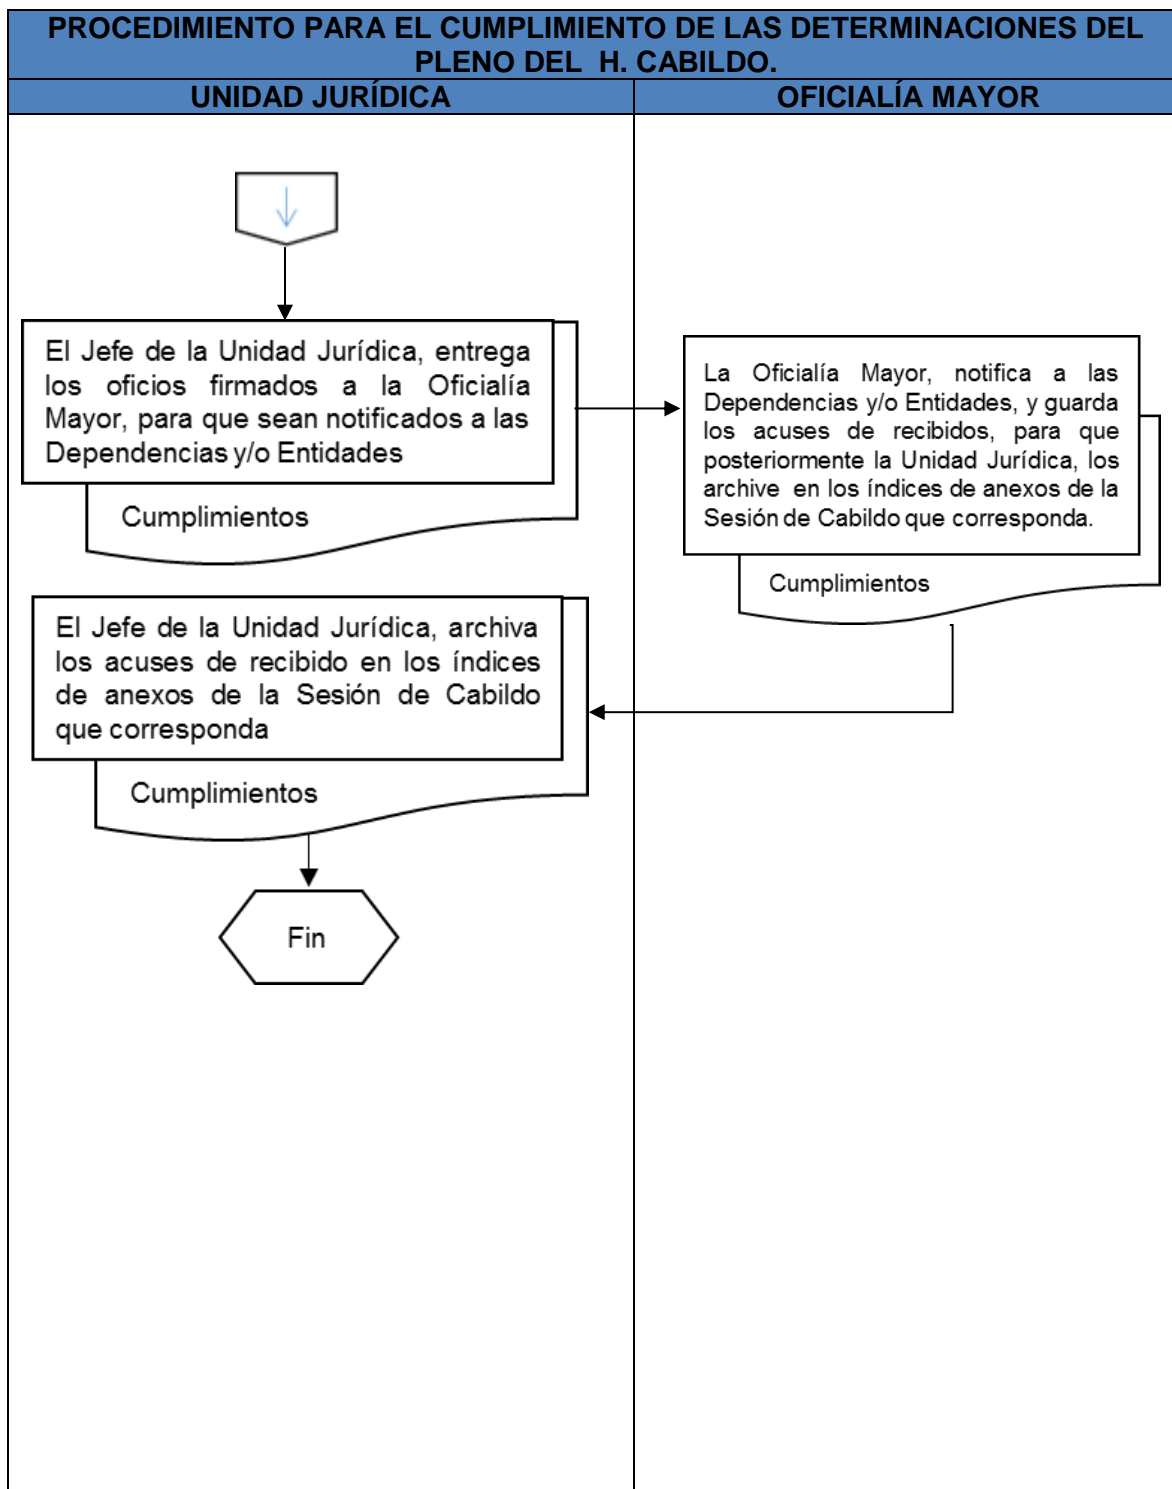 PROCEDIMIENTO PARA EL CUMPLIMIENTO DE LAS DETERMINACIONES DEL
PLENO DEL H. CABILDO.
UNIDAD JURÍDICA
OFICIALÍA MAYOR
El Jefe de la Unidad Jurídica, entrega
los oficios firmados a la Oficialía
Mayor, para que sean notificados a las
Dependencias y/o Entidades
Cumplimientos
La Oficialía Mayor, notifica a las
Dependencias y/o Entidades, y guarda
los acuses de recibidos, para que
posteriormente la Unidad Jurídica, los
archive en los índices de anexos de la
Sesión de Cabildo que corresponda.
Cumplimientos
El Jefe de la Unidad Jurídica, archiva
los acuses de recibido en los índices
de anexos de la Sesión de Cabildo
que corresponda
Cumplimientos
Fin